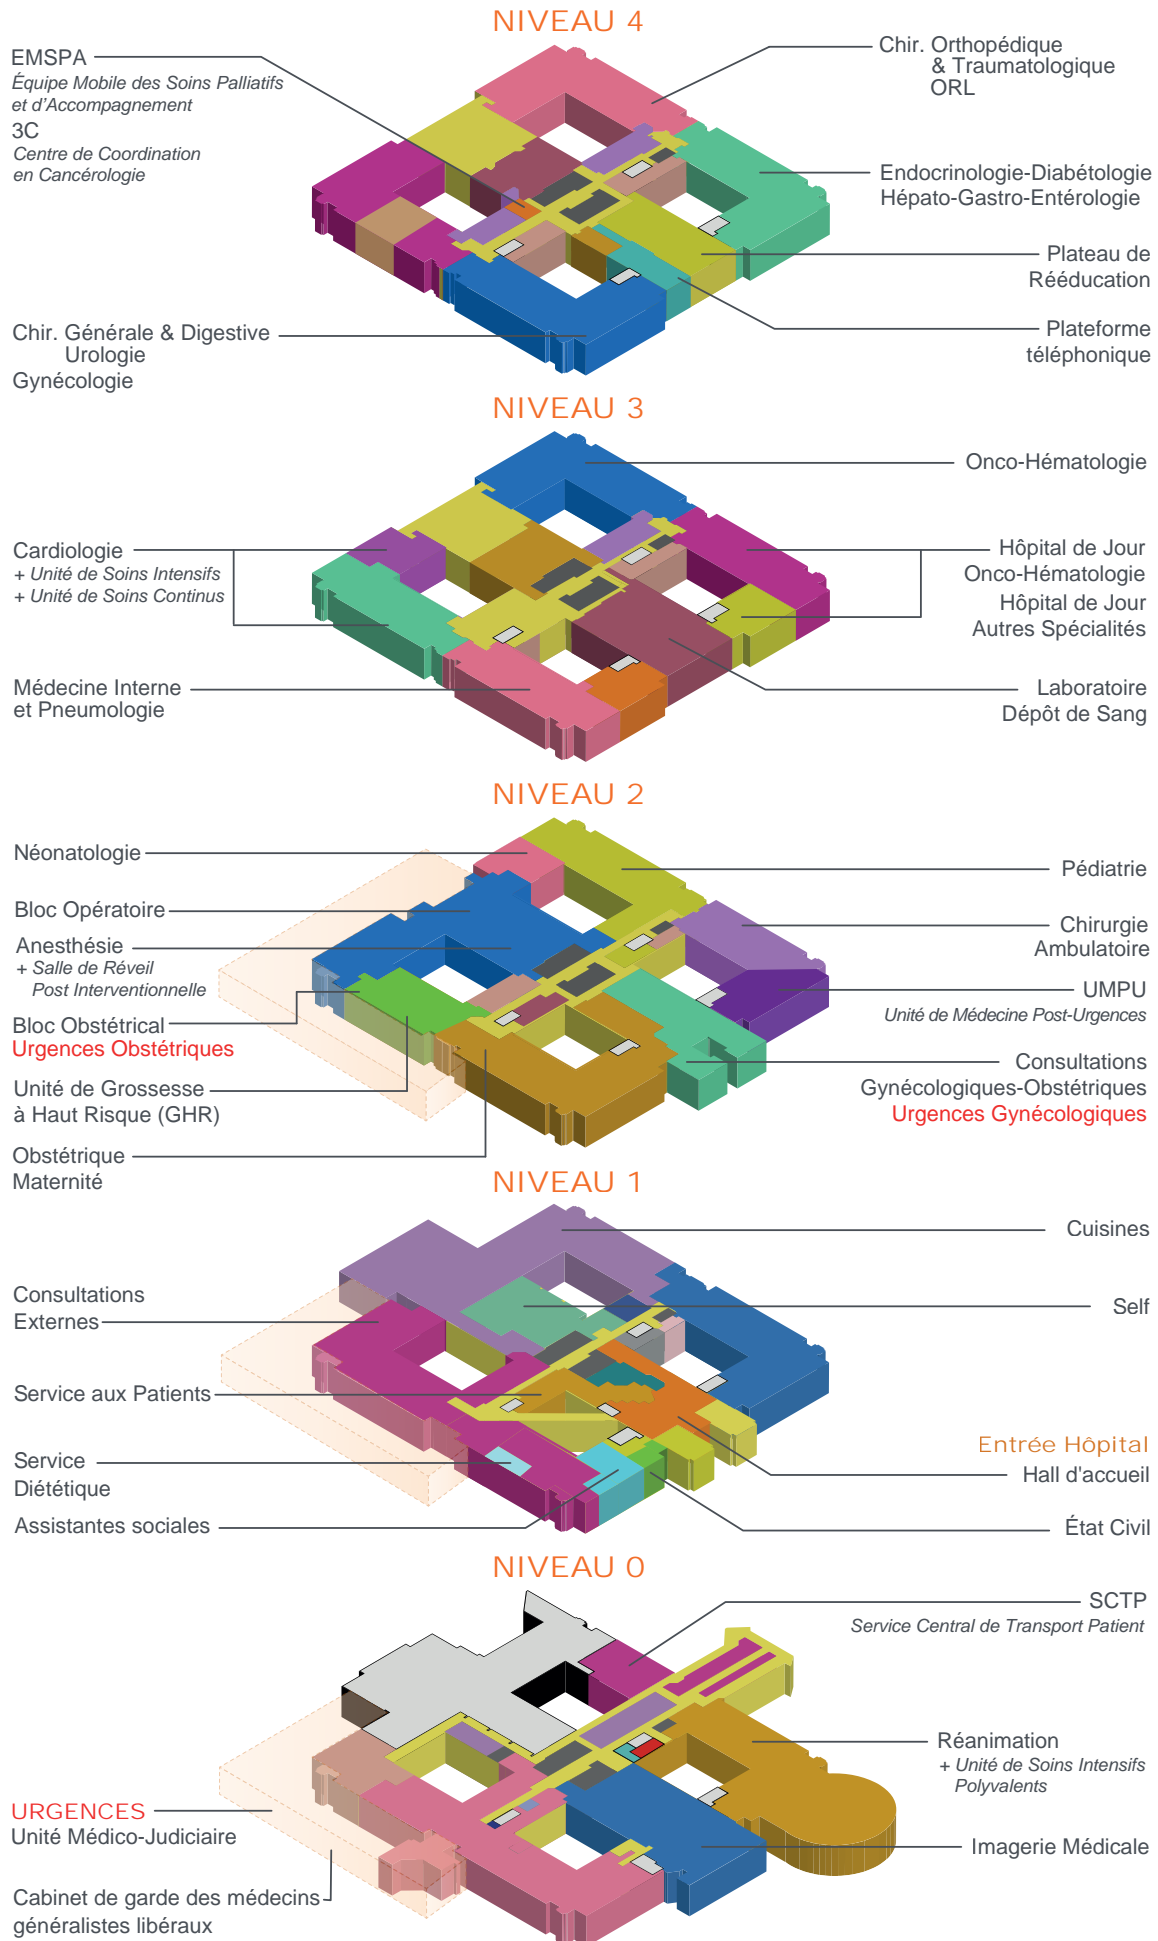 NIVEAU 4
EMSPA
Équipe Mobile des Soins Palliatifs
et d'Accompagnement
3C
Centre de Coordination
en Cancérologie
Chir. Générale & Digestive
Urologie
Gynécologie
Chir. Orthopédique
& Traumatologique
ORL
Endocrinologie-Diabétologie
Hépato-Gastro-Entérologie
Plateau de
Rééducation
Plateforme
téléphonique
NIVEAU 3
Cardiologie
+ Unité de Soins Intensifs
+ Unité de Soins Continus
Médecine Interne
et Pneumologie
Onco-Hématologie
Hôpital de Jour
Onco-Hématologie
Hôpital de Jour
Autres Spécialités
Laboratoire
Dépôt de Sang
NIVEAU 2
Néonatologie
Bloc Opératoire
Anesthésie
+ Salle de Réveil
Post Interventionnelle
Bloc Obstétrical
Urgences Obstétriques
Unité de Grossesse
à Haut Risque (GHR)
Obstétrique
Maternité
Pédiatrie
Chirurgie
Ambulatoire
UMPU
Unité de Médecine Post-Urgences
Consultations
Gynécologiques-Obstétriques
Urgences Gynécologiques
NIVEAU 1
Consultations
Externes
Service aux Patients
Service
Diététique
Assistantes sociales
Cuisines
Self
Entrée Hôpital
Hall d'accueil
État Civil
NIVEAU 0
URGENCES
Unité Médico-Judiciaire
Cabinet de garde des médecins
généralistes libéraux
SCTP
Service Central de Transport Patient
Réanimation
+ Unité de Soins Intensifs
Polyvalents
Imagerie Médicale